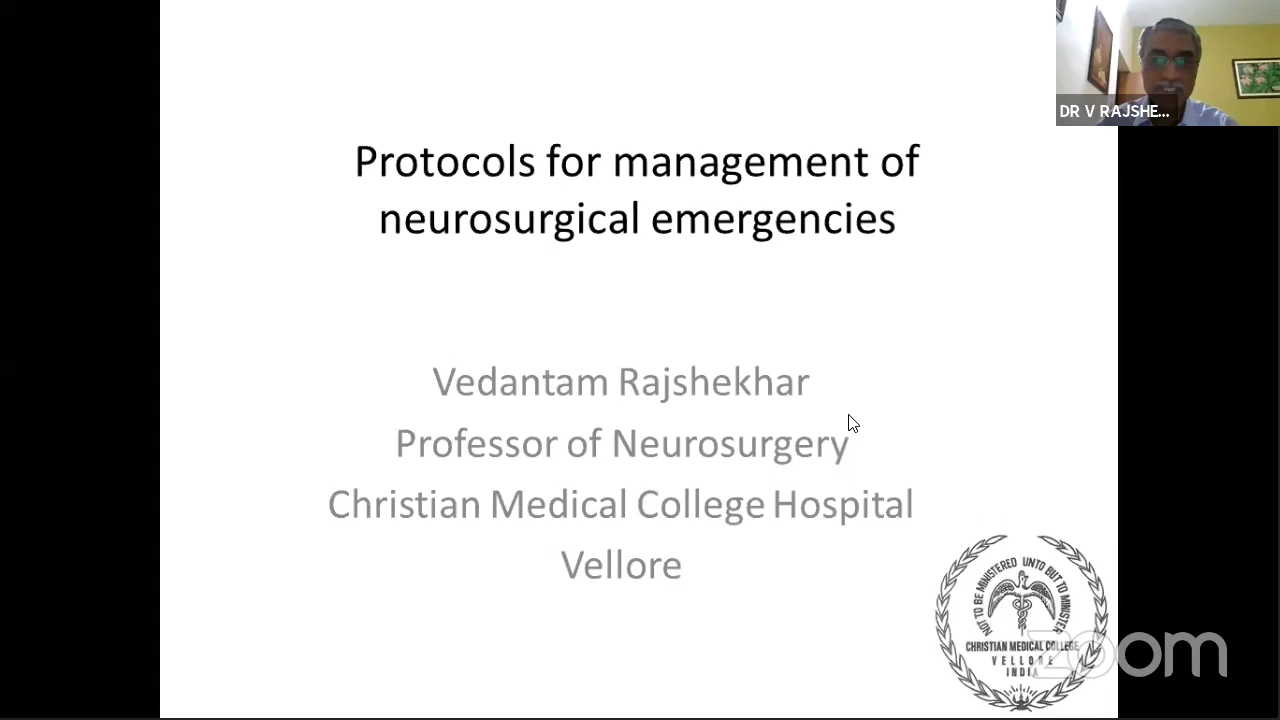 DR V RAJSHE...
Protocols for management of
neurosurgical emergencies
Vedantam Rajshekhar
Professor of Neurosurgery
Christian Medical College Hospital
Vellore
NOT TO BE MINISTERED UNTO BUT TO MINISTER
CHRISTIAN MEDICAL COLLEGE
VELLORE
INDIA
zoom